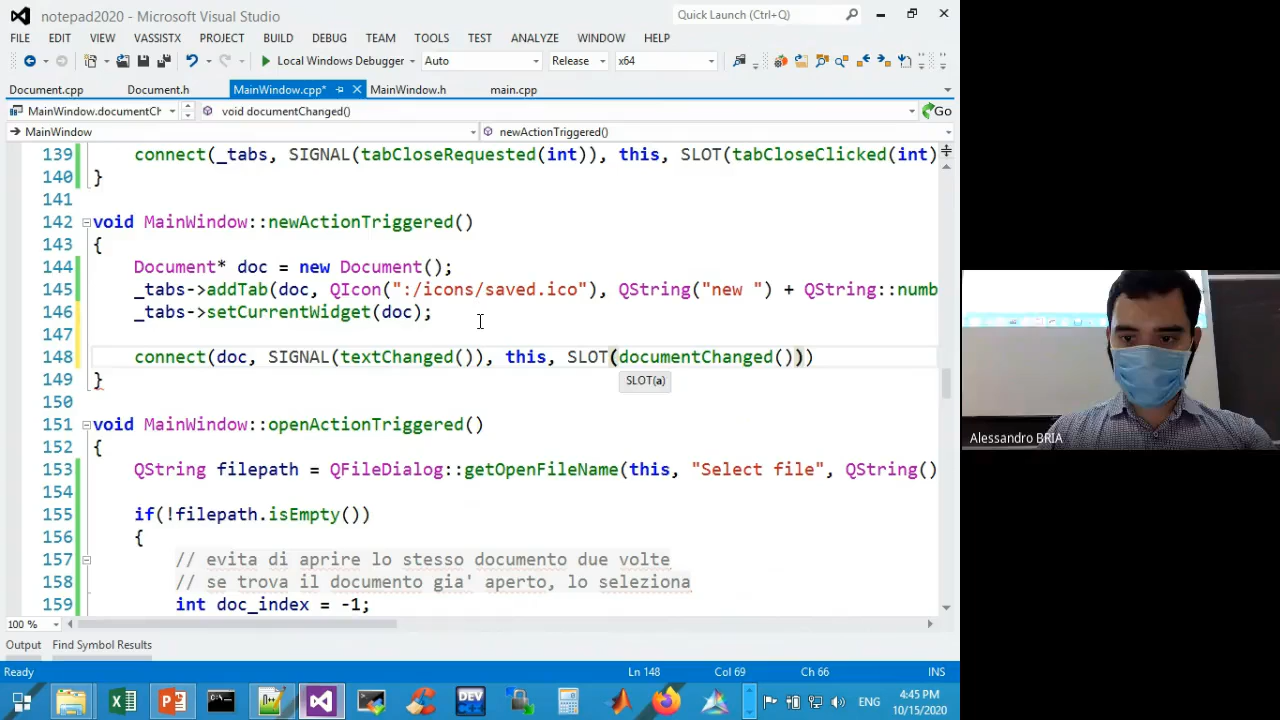 notepad2020 - Microsoft Visual Studio
Quick Launch (Ctrl+Q)
FILE EDIT VIEW VASSISTX PROJECT BUILD DEBUG TEAM TOOLS TEST ANALYZE WINDOW HELP
Local Windows Debugger Auto Release x64
Document.cpp Document.h MainWindow.cpp* MainWindow.h main.cpp
MainWindow.documentCh void documentChanged() Go
MainWindow newActionTriggered()
139 connect(_tabs, SIGNAL(tabCloseRequested(int)), this, SLOT(tabCloseClicked(int)
140 }
141
142 void MainWindow::newActionTriggered()
143 {
144 Document* doc = new Document();
145 _tabs->addTab(doc, QIcon(":/icons/saved.ico"), QString("new ") + QString::numb
146 _tabs->setCurrentWidget(doc);
147
148 connect(doc, SIGNAL(textChanged()), this, SLOT(documentChanged()))
SLOT(a)
149 }
150
151 void MainWindow::openActionTriggered()
152 {
153 QString filepath = QFileDialog::getOpenFileName(this, "Select file", QString()
154
155 if(!filepath.isEmpty())
156 {
157 // evita di aprire lo stesso documento due volte
158 // se trova il documento già' aperto, lo seleziona
159 int doc_index = -1;
100 %
Output Find Symbol Results
Ready Ln 148 Col 69 Ch 66 INS
DEV ENG
4:45 PM
10/15/2020
Alessandro BRIA